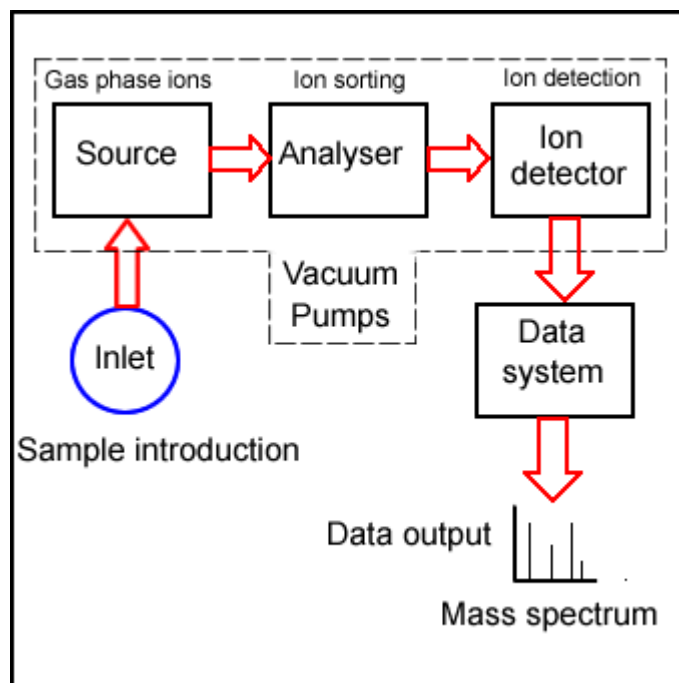 Gas phase ions
Ion sorting
Ion detection
Source
Analyser
Ion
detector
Vacuum
Pumps
Inlet
Data
system
Sample introduction
Data output
Mass spectrum